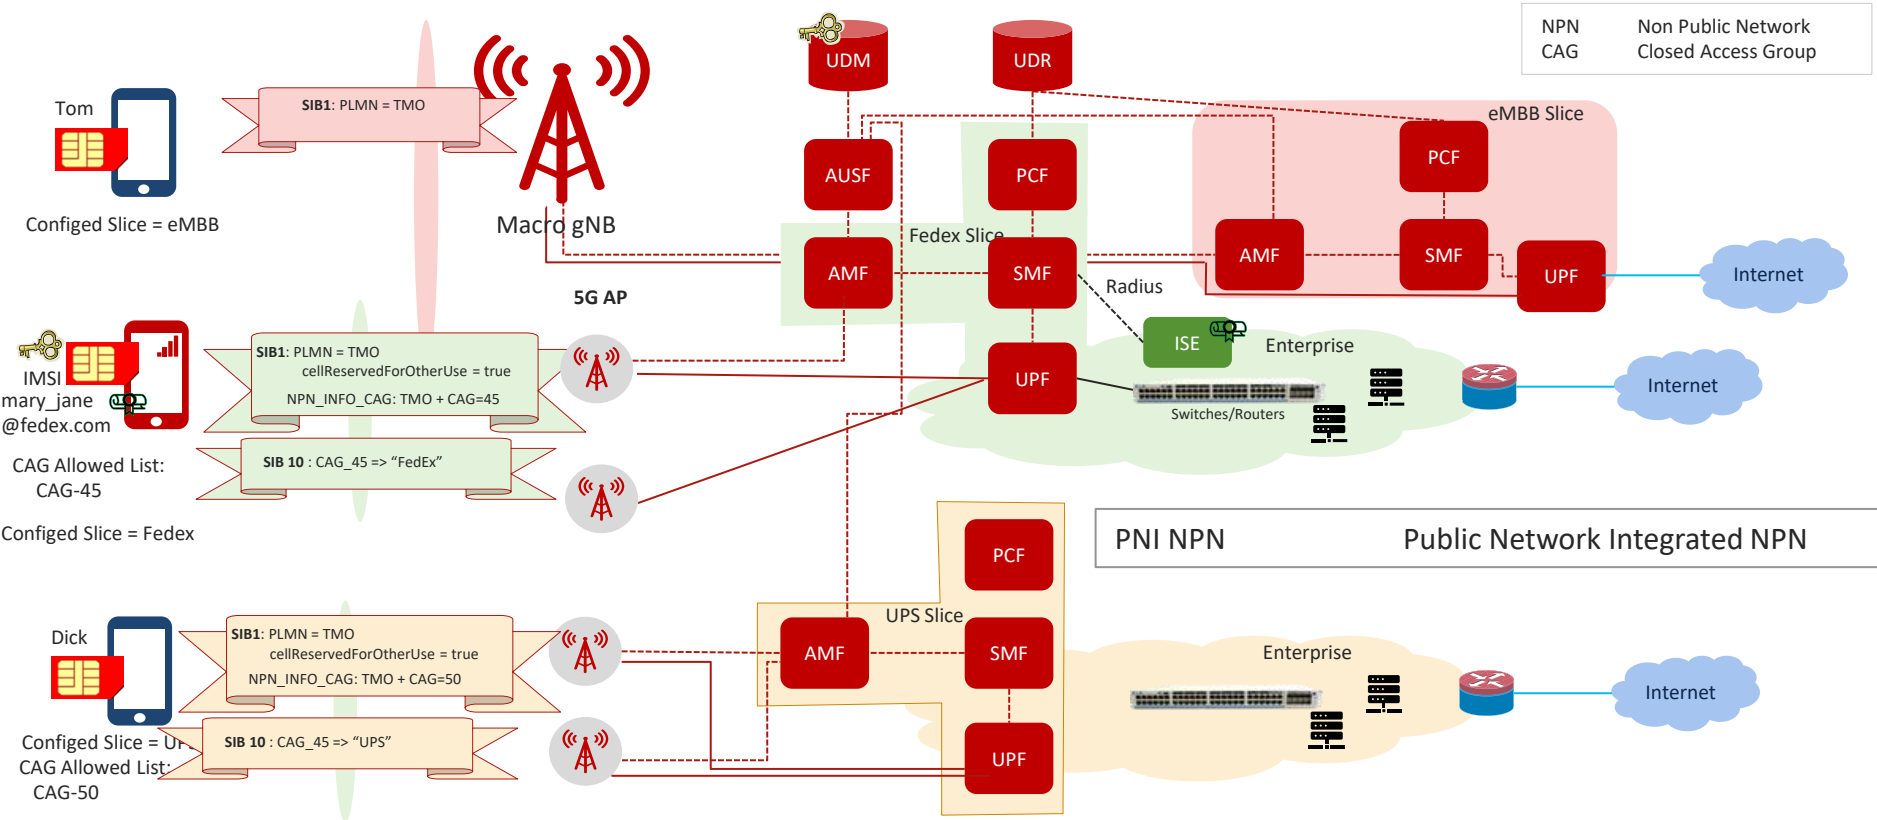 NPN Non Public Network
CAG Closed Access Group
Tom
SIB1: PLMN = TMO
Configed Slice = eMBB
Macro gNB
UDM
UDR
AUSF
PCF
Fedex Slice
AMF
SMF
UPF
eMBB Slice
PCF
AMF
SMF
UPF
Internet
5G AP
Radius
ISE
Enterprise
Switches/Routers
Internet
IMSI
mary_jane
@fedex.com
SIB1: PLMN = TMO
cellReservedForOtherUse = true
NPN_INFO_CAG: TMO + CAG=45
SIB 10 : CAG_45 => “FedEx”
CAG Allowed List:
CAG-45
Configed Slice = Fedex
PNI NPN Public Network Integrated NPN
Dick
SIB1: PLMN = TMO
cellReservedForOtherUse = true
NPN_INFO_CAG: TMO + CAG=50
SIB 10 : CAG_45 => “UPS”
Configed Slice = UPS
CAG Allowed List:
CAG-50
PCF
UPS Slice
AMF
SMF
UPF
Enterprise
Internet